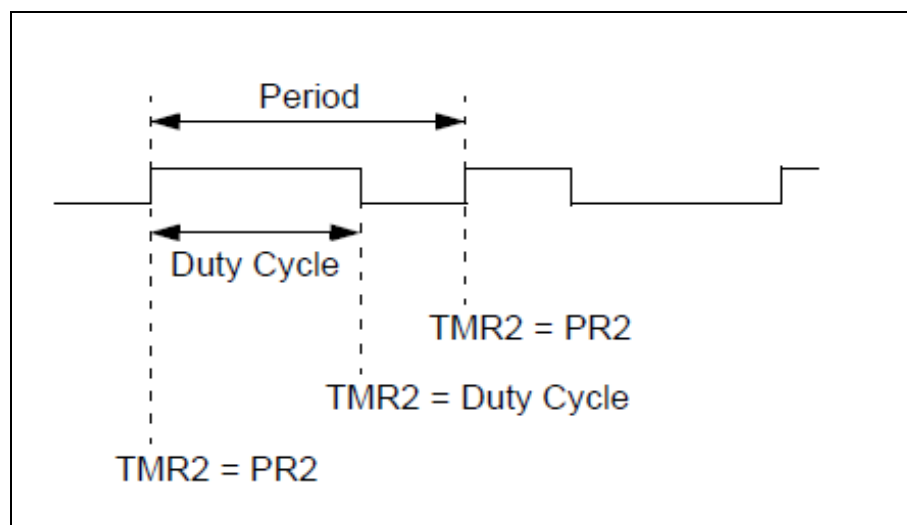 Period
Duty Cycle
TMR2 = PR2
TMR2 = Duty Cycle
TMR2 = PR2